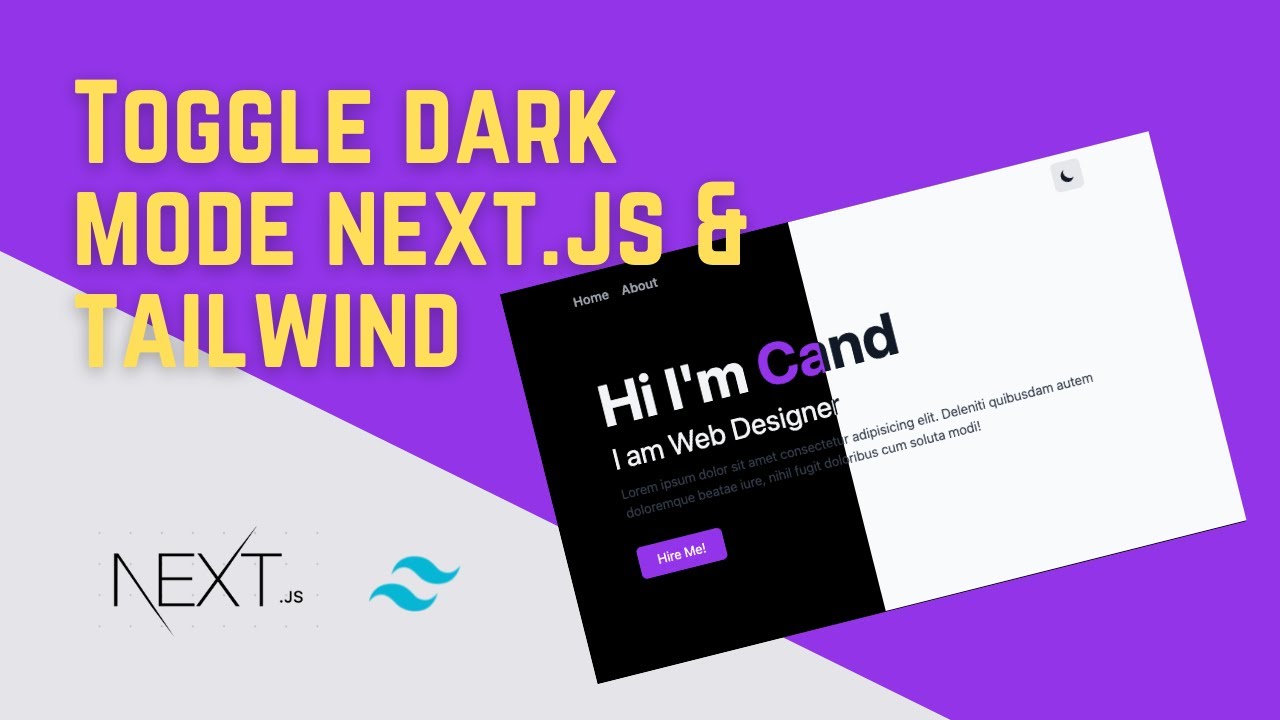 Toggle dark
mode next.js &
tailwind
Home About
Hi I'm Cand
I am Web Designer
Lorem ipsum dolor sit amet consectetur adipisicing elit. Deleniti quibusdam autem
doloremque beatae iure, nihil fugit doloribus cum soluta modi!
Hire Me!
NEXT.JS